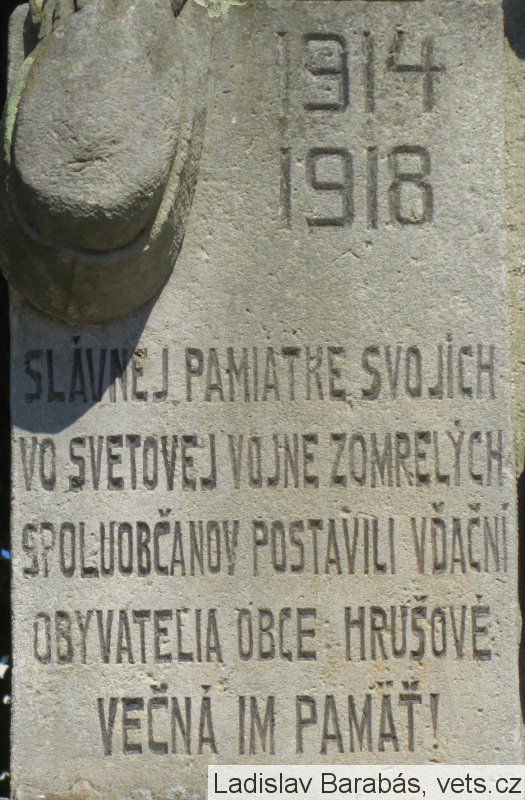 1914
1918
SLÁVNEJ PAMIATKE SVOJÍCH
VO SVETOVEJ VOJNE ZOMRELÝCH
SPOLUOBČANOV POSTAVILI VĎAČNÍ
OBYVATELIA OBCE HRUŠOVÉ
VEČNÁ IM PAMÄŤ!
Ladislav Barabás, vets.cz